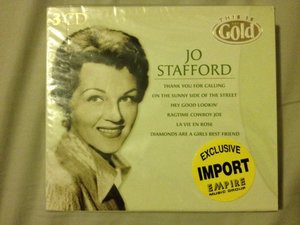 3 CD
THIS IS
Gold
JO
STAFFORD
THANK YOU FOR CALLING
ON THE SUNNY SIDE OF THE STREET
HEY GOOD LOOKIN'
RAGTIME COWBOY JOE
LA VIE EN ROSE
DIAMONDS ARE A GIRLS BEST FRIEND
EXCLUSIVE
IMPORT
EMPIRE
MUSIC GROUP